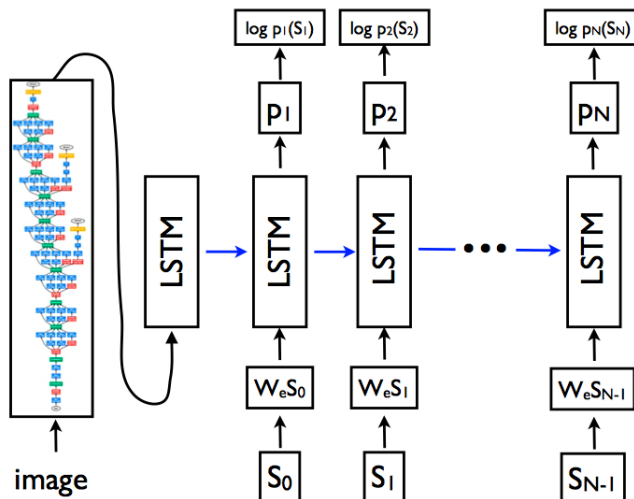 log p₁(S₁) log p₂(S₂) log pN(SN)
p₁ p₂ pN
LSTM LSTM LSTM LSTM
WₑS₀ WₑS₁ WₑSN-1
image S₀ S₁ SN-1